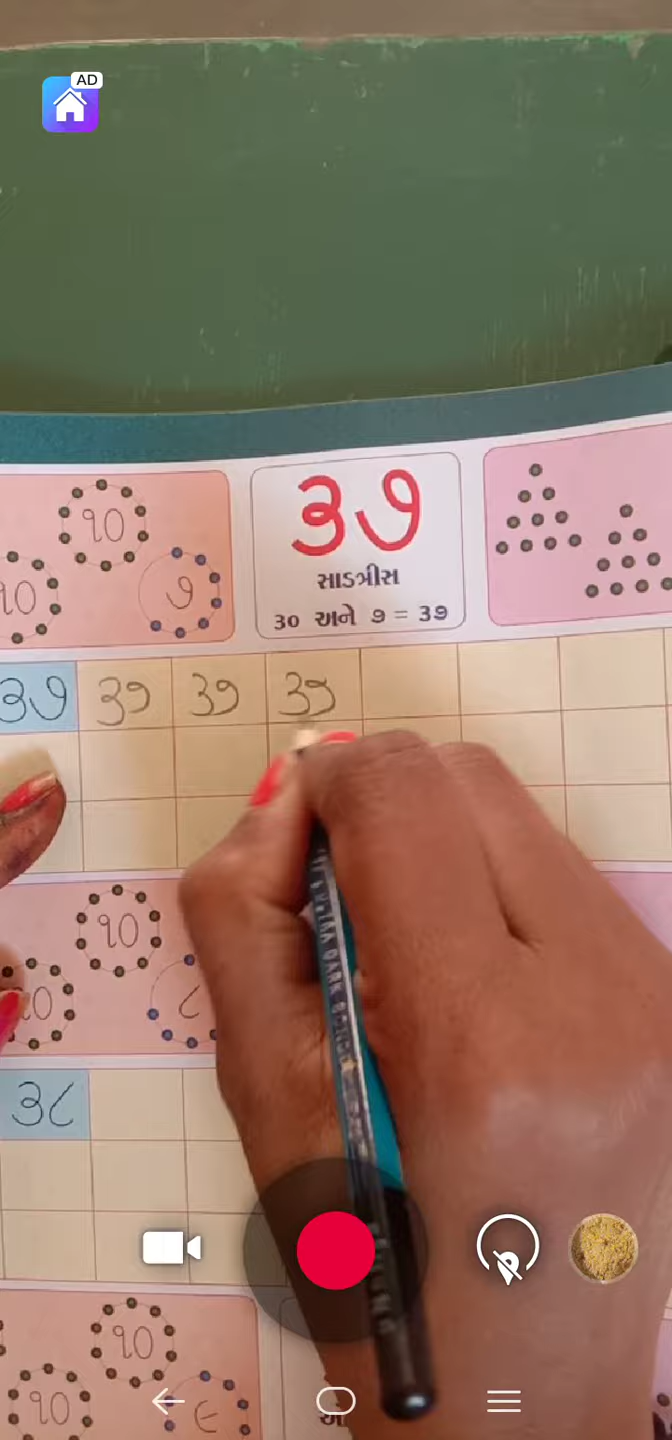 AD
૧૦ ૩૭
સાડત્રીસ
૧૦ ૭
૩૦ અને ૭ = ૩૭
૩૭ ૩૭ ૩૭ ૩૭
૧૦
૧૦ ૮
૩૮
૧૦
૧૦ ૯